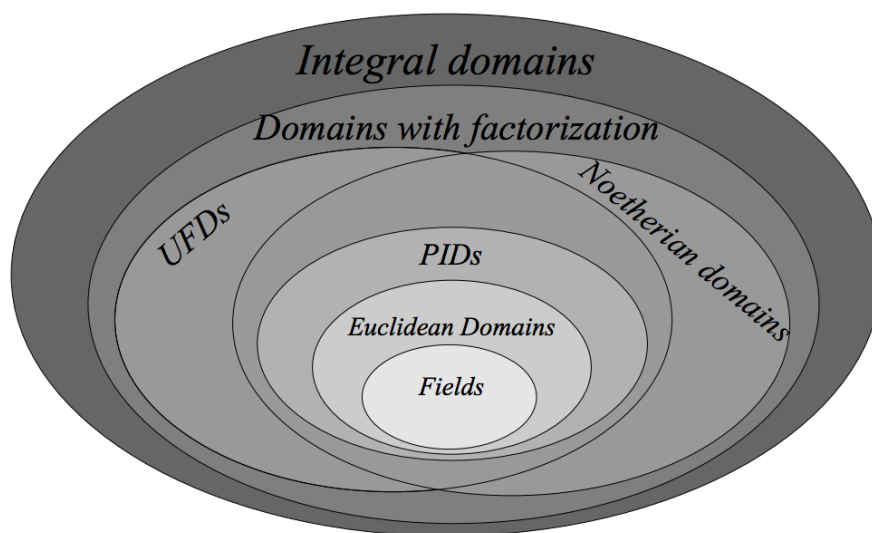 Integral domains
Domains with factorization
UFDs
Noetherian domains
PIDs
Euclidean Domains
Fields